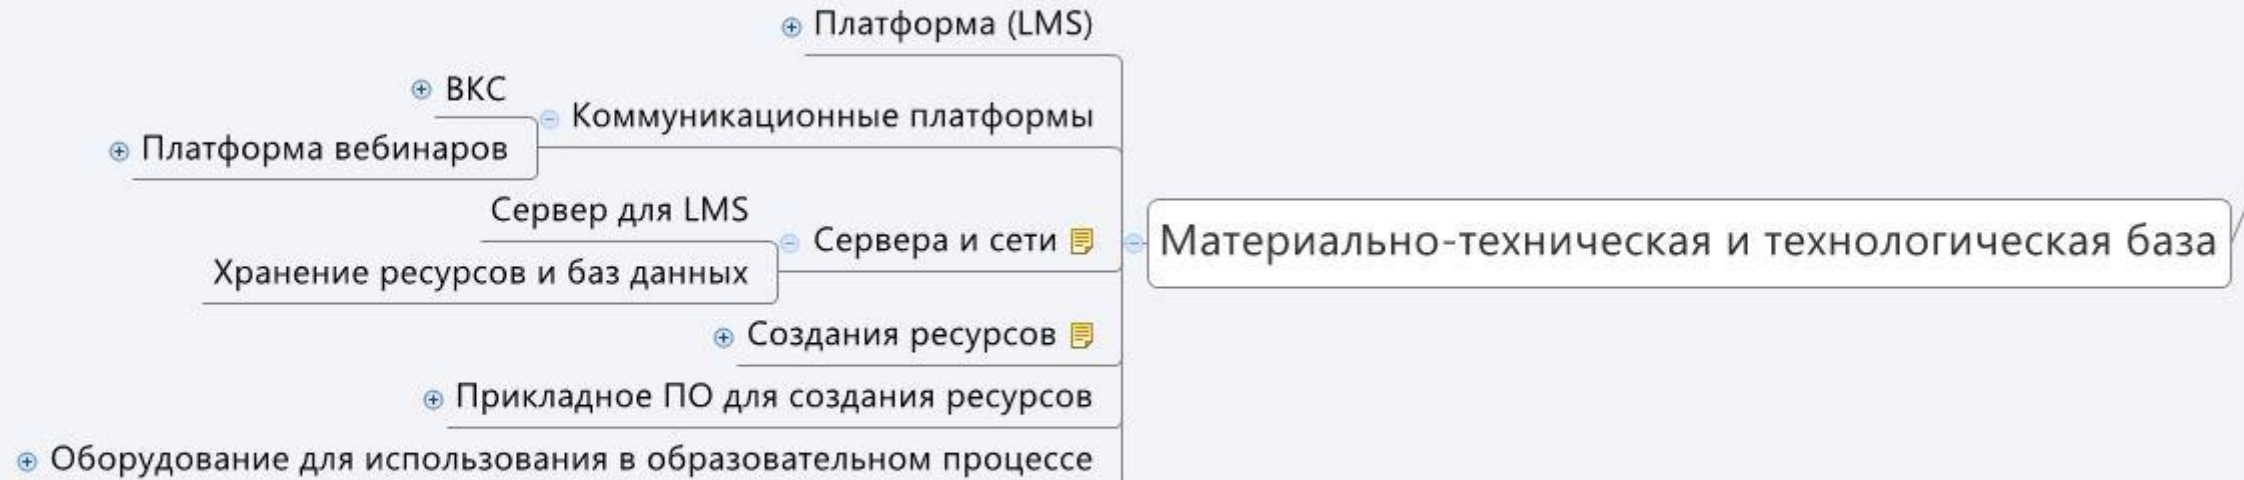 Платформа (LMS)
ВКС
Коммуникационные платформы
Платформа вебинаров
Сервер для LMS
Сервера и сети
Материально-техническая и технологическая база
Хранение ресурсов и баз данных
Создания ресурсов
Прикладное ПО для создания ресурсов
Оборудование для использования в образовательном процессе